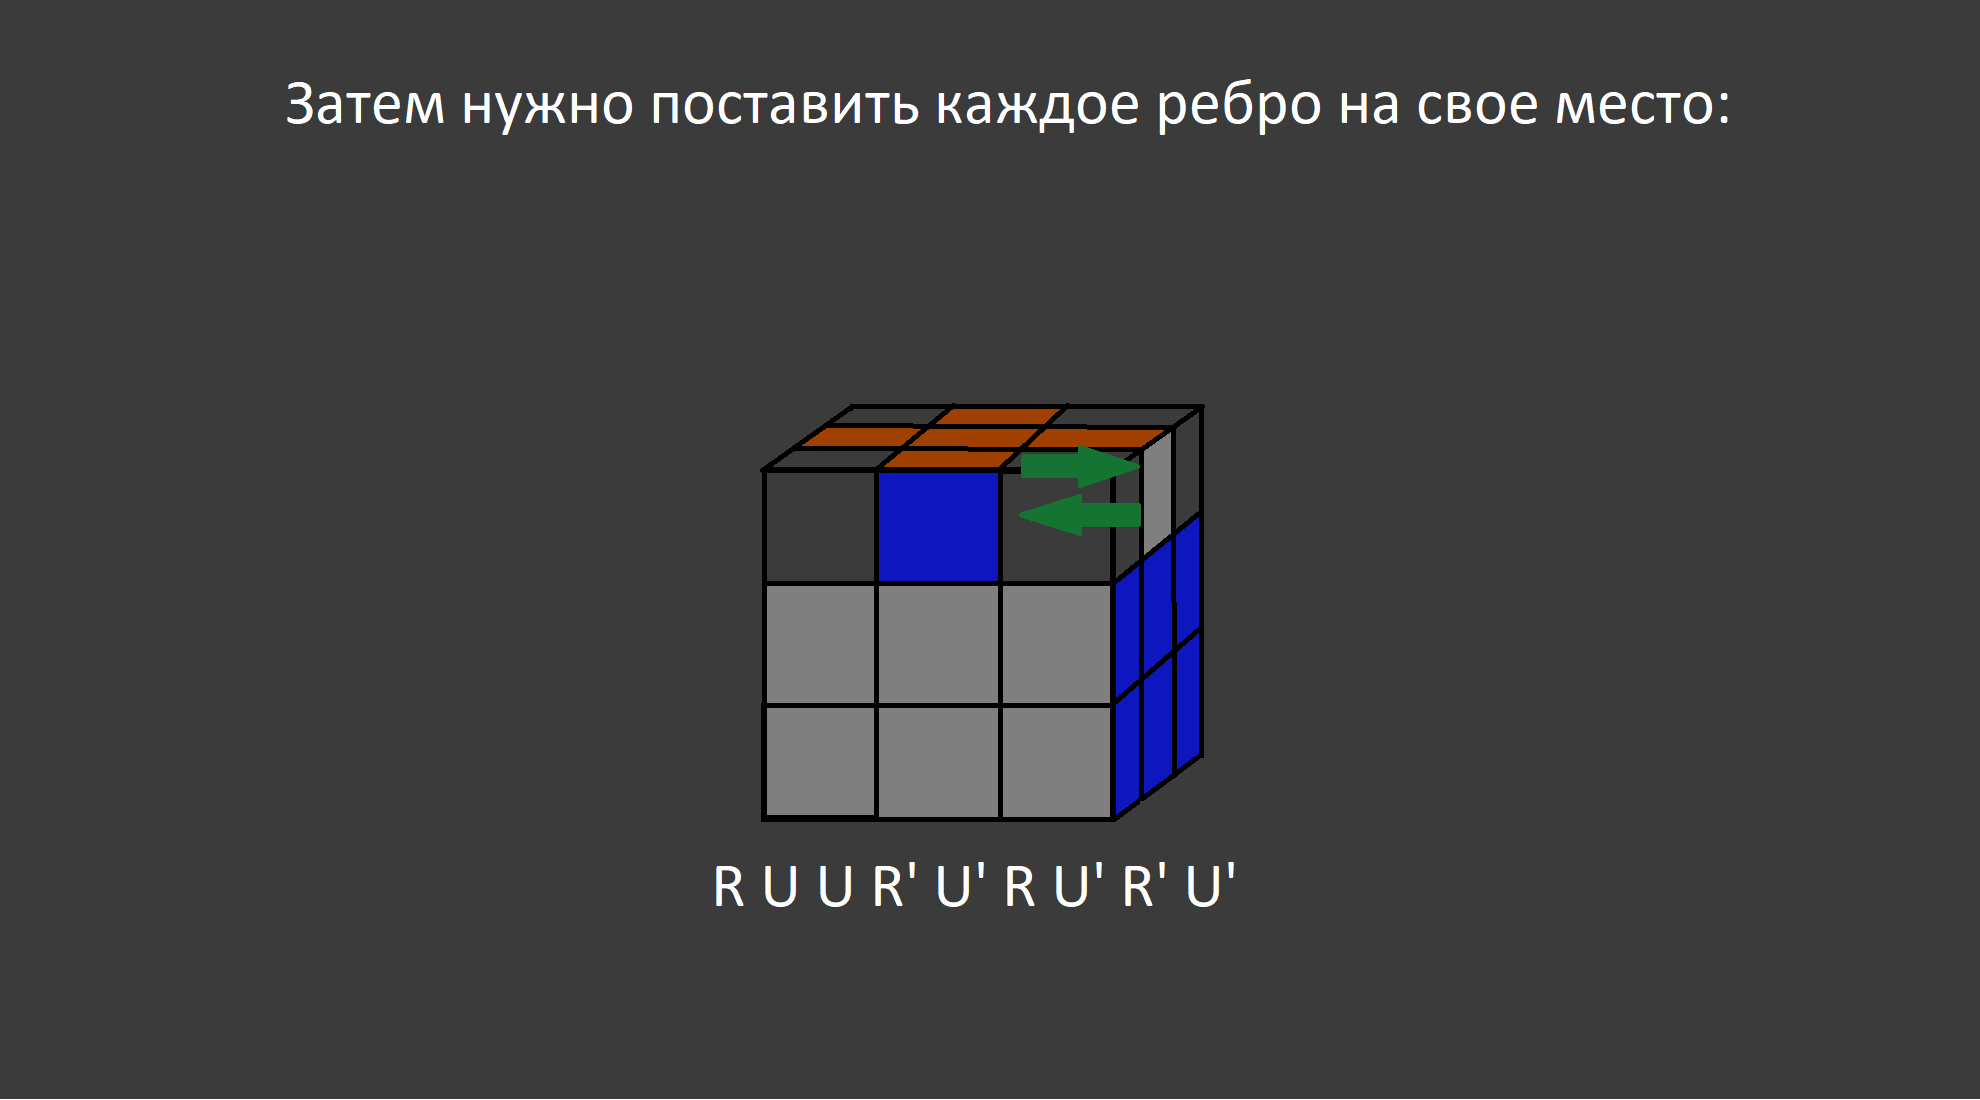 Затем нужно поставить каждое ребро на свое место:
R U U R' U' R U' R' U'